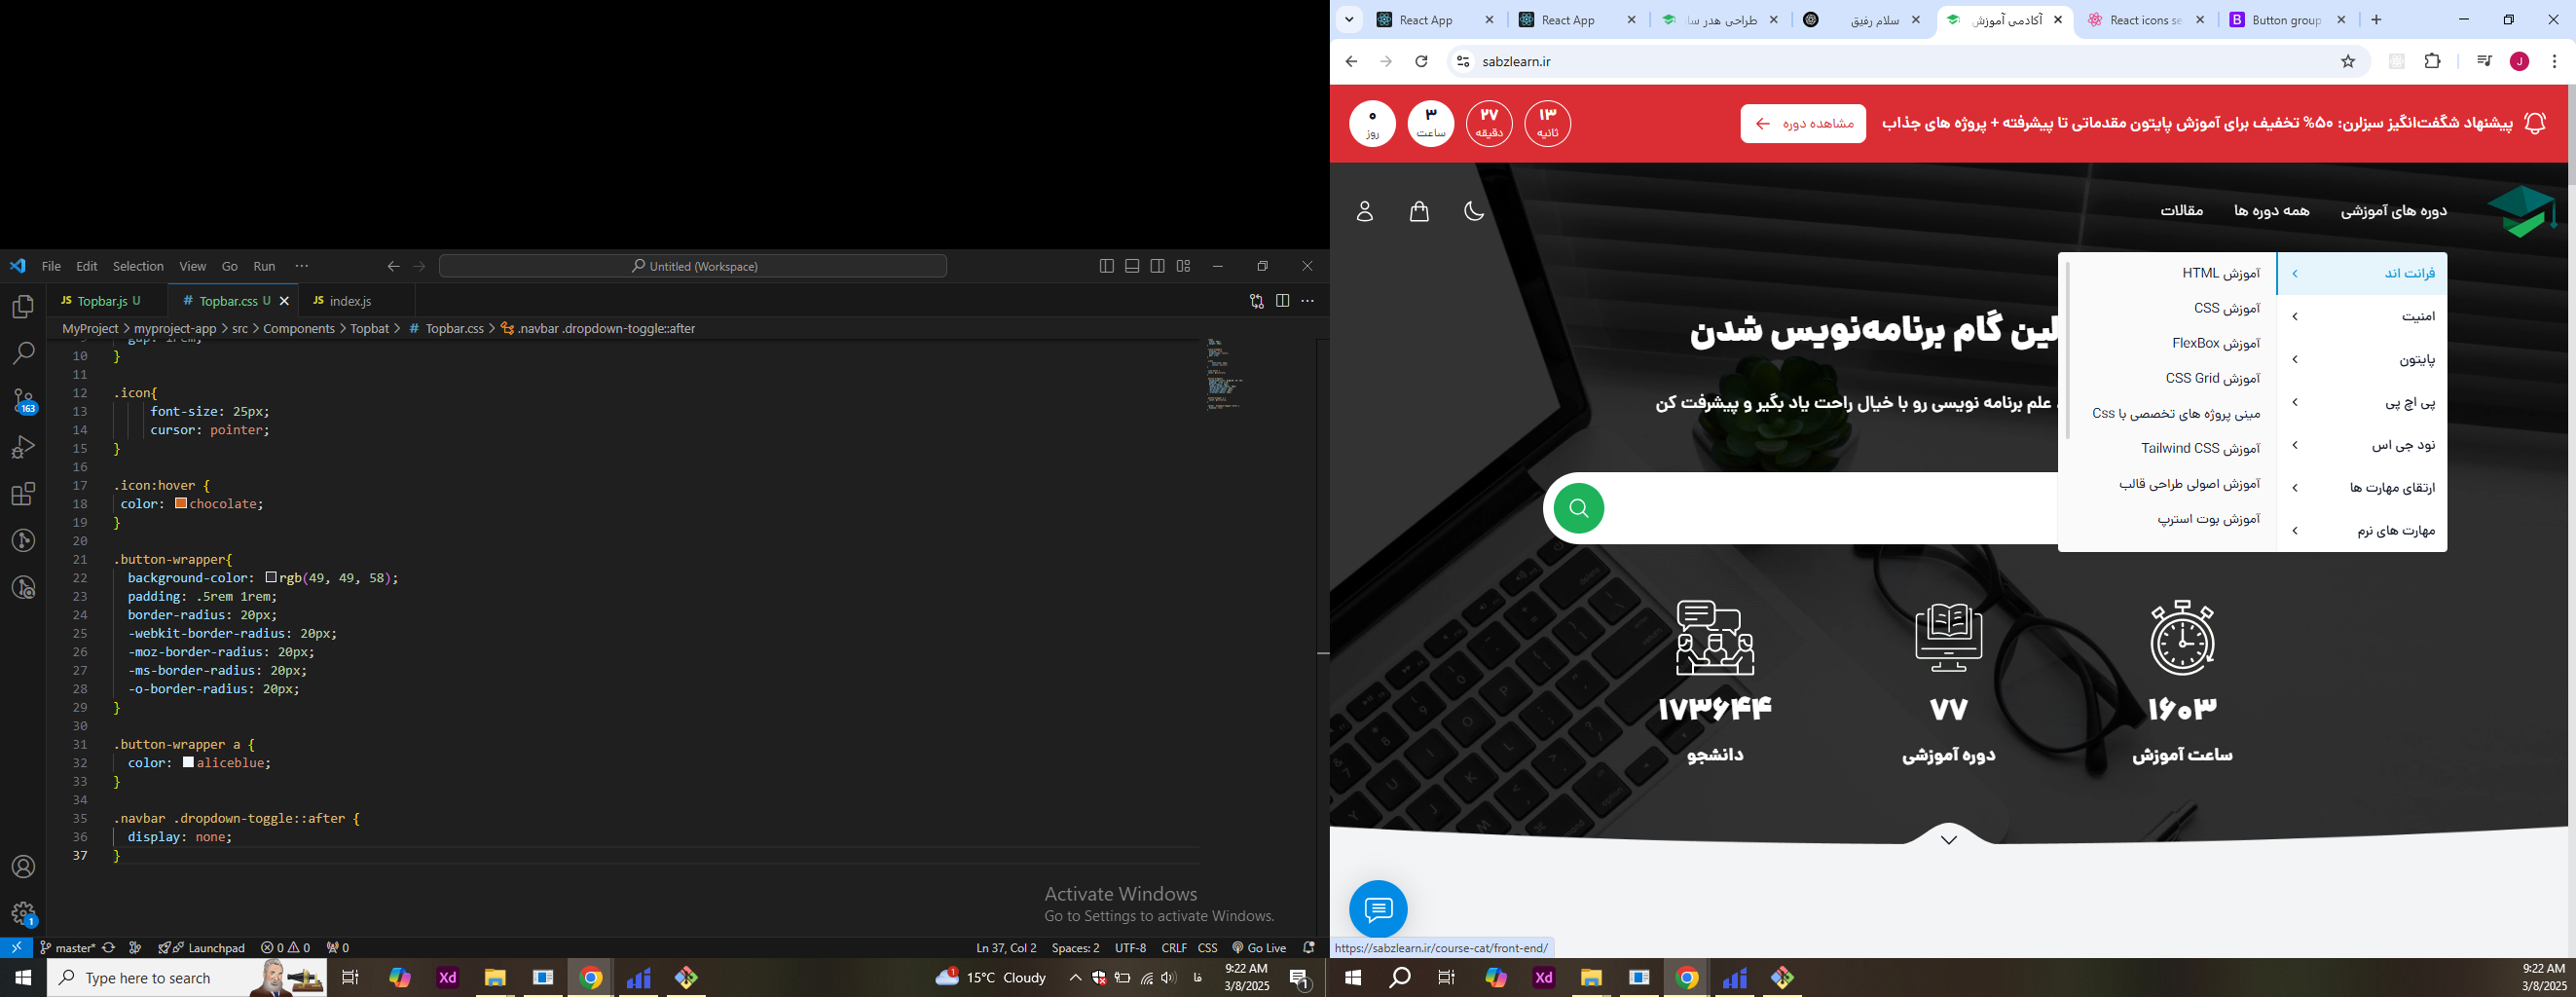 File Edit Selection View Go Run ···
Untitled (Workspace)
JS Topbar.js U
# Topbar.css U
JS index.js
MyProject > myproject-app > src > Components > Topbat > # Topbar.css > .navbar .dropdown-toggle::after
10 }
11
12 .icon{
13 font-size: 25px;
14 cursor: pointer;
15 }
16
17 .icon:hover {
18 color: chocolate;
19 }
20
21 .button-wrapper{
22 background-color: rgb(49, 49, 58);
23 padding: .5rem 1rem;
24 border-radius: 20px;
25 -webkit-border-radius: 20px;
26 -moz-border-radius: 20px;
27 -ms-border-radius: 20px;
28 -o-border-radius: 20px;
29 }
30
31 .button-wrapper a {
32 color: aliceblue;
33 }
34
35 .navbar .dropdown-toggle::after {
36 display: none;
37 }
163
1
Activate Windows
Go to Settings to activate Windows.
master* Launchpad 0 0 0
Ln 37, Col 2 Spaces: 2 UTF-8 CRLF CSS Go Live
Type here to search
Xd
1
15°C Cloudy
فا
9:22 AM
3/8/2025
1
React App
React App
طراحی هدر سا
سلام رفیق
آکادمی آموزش
React icons se
B Button group
sabzlearn.ir
J
پیشنهاد شگفت‌انگیز سبزلرن: ۵۰% تخفیف برای آموزش پایتون مقدماتی تا پیشرفته + پروژه های جذاب
مشاهده دوره
۱۳ ثانیه
۲۷ دقیقه
۳ ساعت
۰ روز
دوره های آموزشی
همه دوره ها
مقالات
فرانت اند
امنیت
پایتون
پی اچ پی
نود جی اس
ارتقای مهارت ها
مهارت های نرم
آموزش HTML
آموزش CSS
آموزش FlexBox
آموزش CSS Grid
مینی پروژه های تخصصی با Css
آموزش Tailwind CSS
آموزش اصولی طراحی قالب
آموزش بوت استرپ
گام برنامه‌نویس شدن
علم برنامه نویسی رو با خیال راحت یاد بگیر و پیشرفت کن
۱۶۰۳
ساعت آموزش
۷۷
دوره آموزشی
۱۷۳۶۴۴
دانشجو
https://sabzlearn.ir/course-cat/front-end/
Xd
9:22 AM
3/8/2025